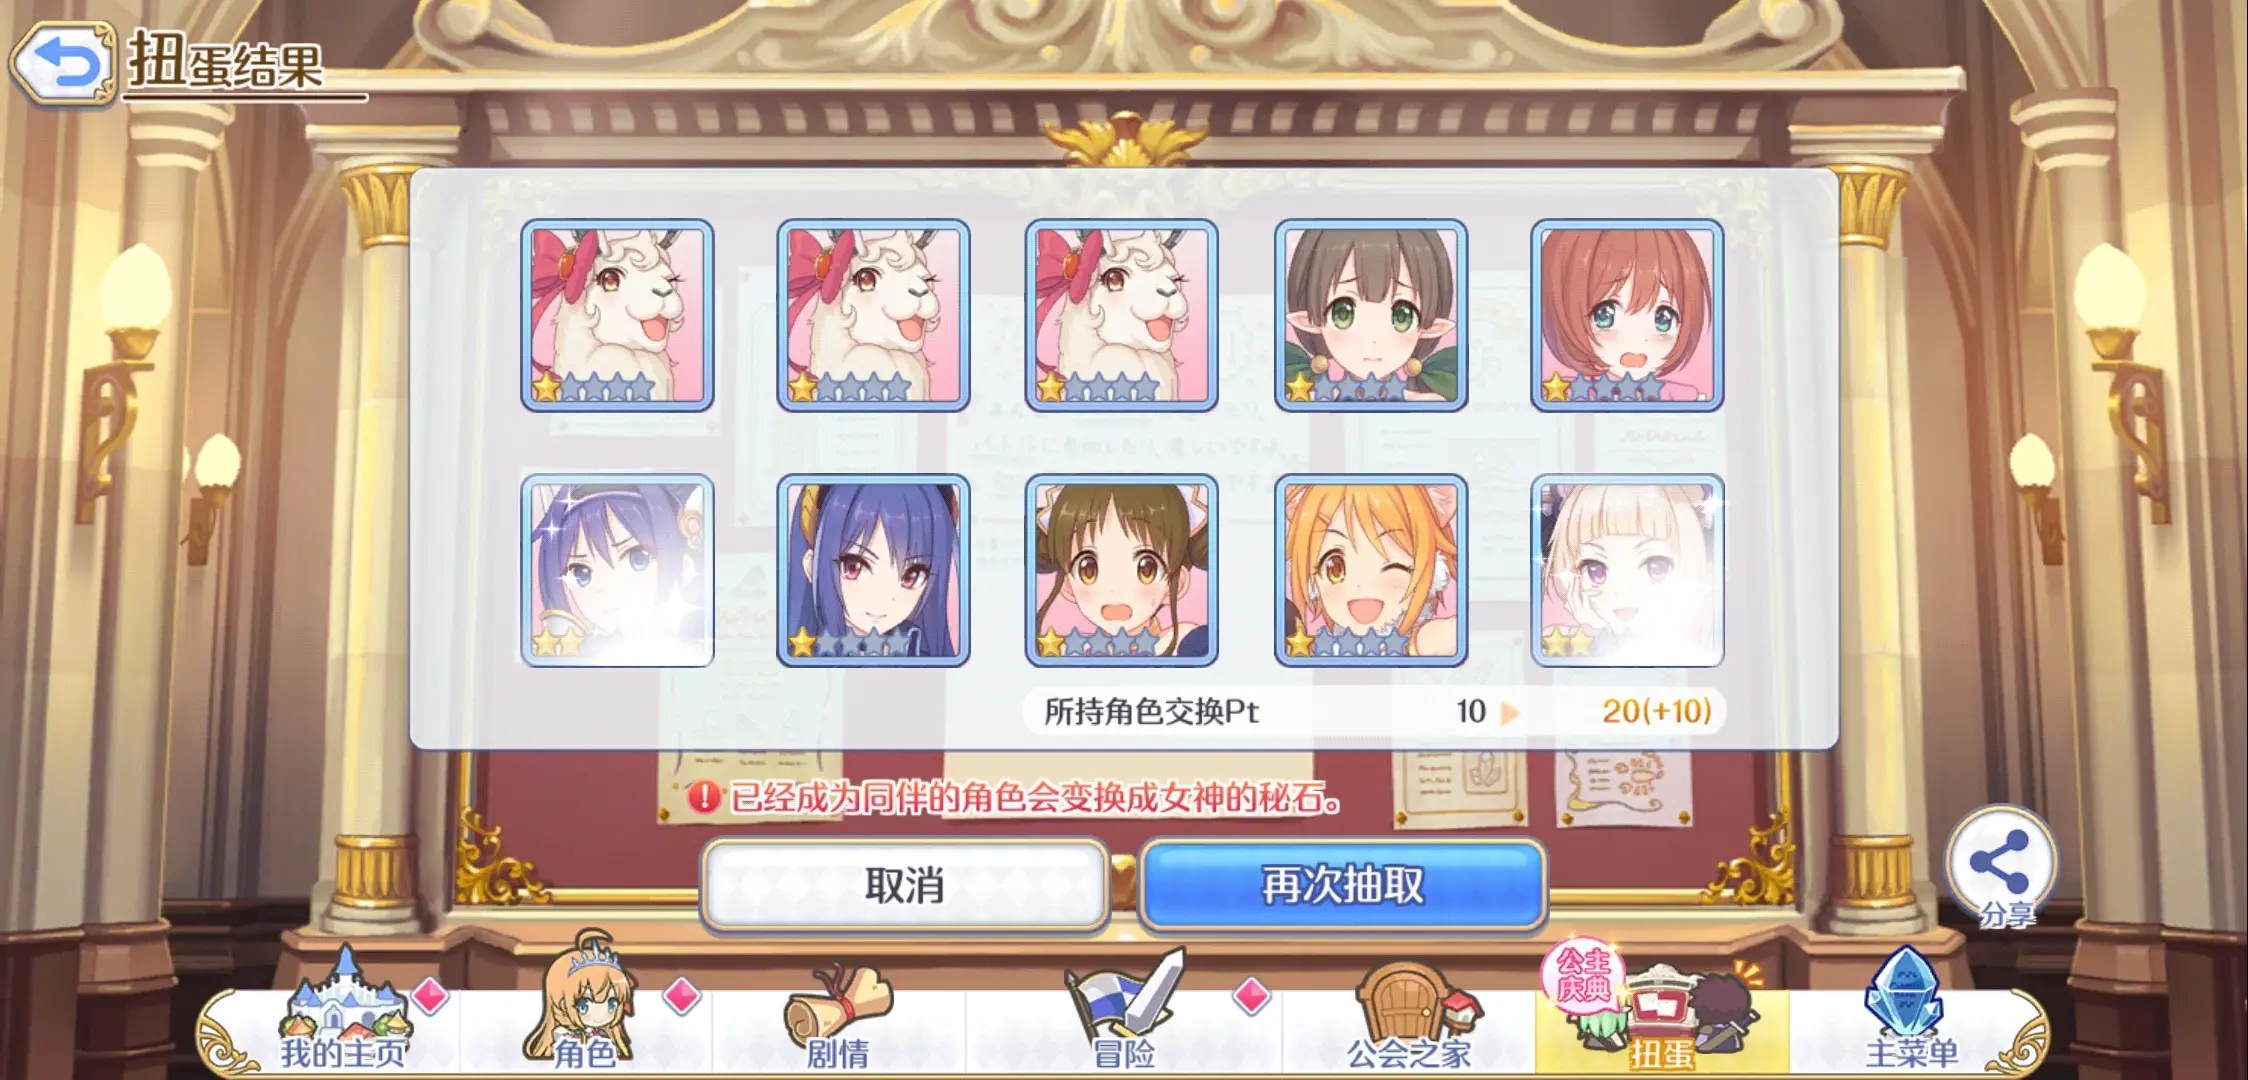 扭蛋结果
所持角色交换Pt 10 20(+10)
已经成为同伴的角色会变换成女神的秘石。
取消
再次抽取
分享
公主
庆典
我的主页
角色
剧情
冒险
公会之家
扭蛋
主菜单